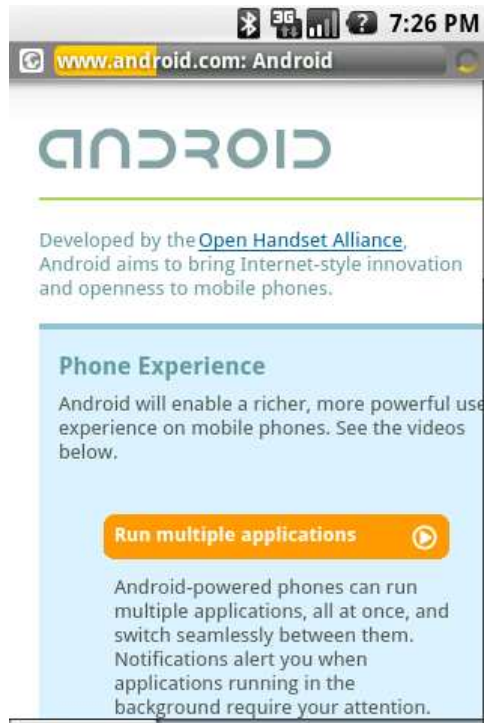 3G 7:26 PM
www.android.com: Android
ANDROID
Developed by the Open Handset Alliance,
Android aims to bring Internet-style innovation
and openness to mobile phones.
Phone Experience
Android will enable a richer, more powerful use
experience on mobile phones. See the videos
below.
Run multiple applications
Android-powered phones can run
multiple applications, all at once, and
switch seamlessly between them.
Notifications alert you when
applications running in the
background require your attention.